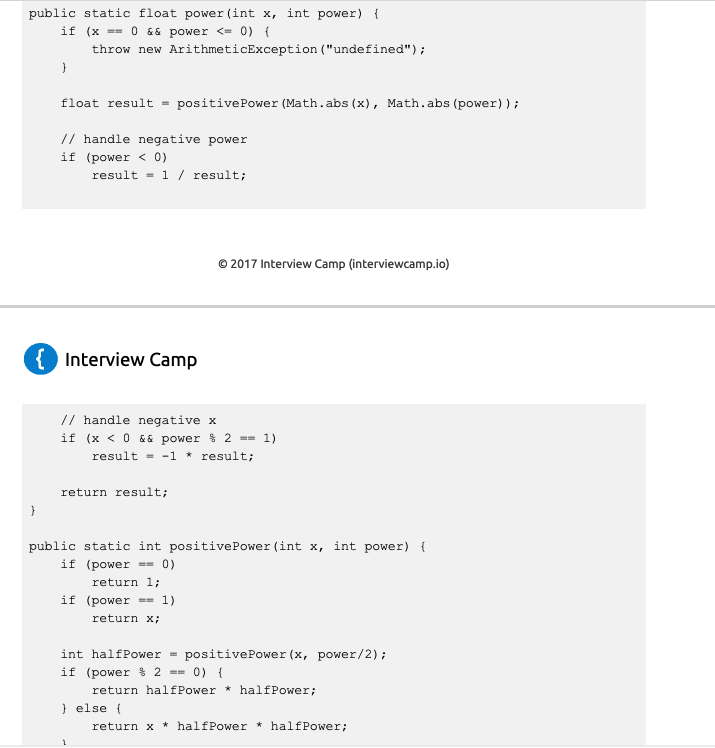 public static float power(int x, int power) {
    if (x == 0 && power <= 0) {
        throw new ArithmeticException("undefined");
    }
    float result = positivePower(Math.abs(x), Math.abs(power));
    // handle negative power
    if (power < 0)
        result = 1 / result;
© 2017 Interview Camp (interviewcamp.io)
{ Interview Camp
    // handle negative x
    if (x < 0 && power % 2 == 1)
        result = -1 * result;
    return result;
}
public static int positivePower(int x, int power) {
    if (power == 0)
        return 1;
    if (power == 1)
        return x;
    int halfPower = positivePower(x, power/2);
    if (power % 2 == 0) {
        return halfPower * halfPower;
    } else {
        return x * halfPower * halfPower;
    }